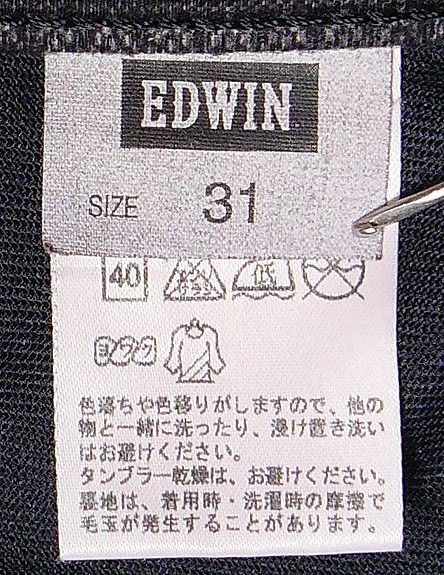 EDWIN
SIZE 31
40 低
ヨワク
色落ちや色移りがしますので、他の
物と一緒に洗ったり、浸け置き洗い
はお避けください。
タンブラー乾燥は、お避けください。
裏地は、着用時・洗濯時の摩擦で
毛玉が発生することがあります。